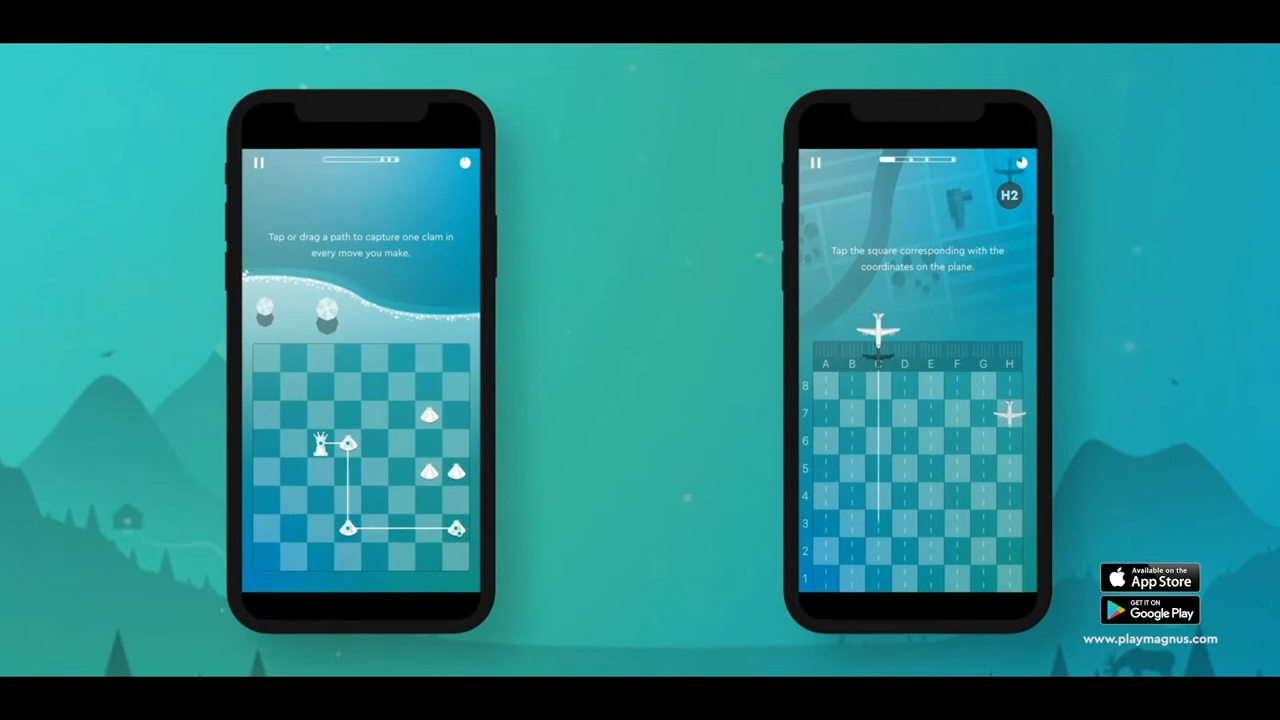 Tap or drag a path to capture one clam in
every move you make.
H2
Tap the square corresponding with the
coordinates on the plane.
A B C D E F G H
8
7
6
5
4
3
2
1
Available on the
App Store
GET IT ON
Google Play
www.playmagnus.com